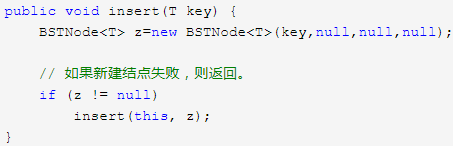 public void insert(T key) {
    BSTNode<T> z=new BSTNode<T>(key,null,null,null);

    // 如果新建结点失败，则返回。
    if (z != null)
        insert(this, z);
}